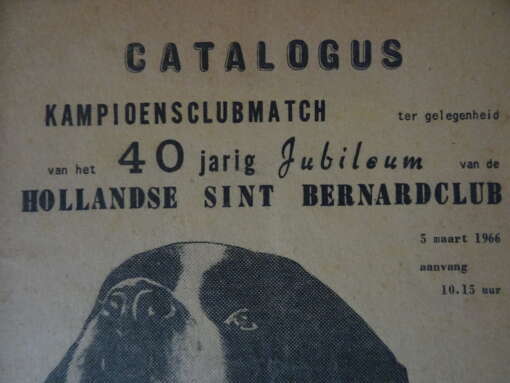 CATALOGUS
KAMPIOENSCLUBMATCH ter gelegenheid
van het 40 jarig Jubileum van de
HOLLANDSE SINT BERNARDCLUB
5 maart 1966
aanvang
10.15 uur